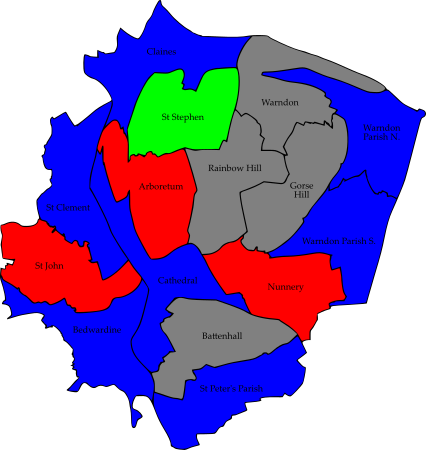 Claines
Warndon
St Stephen
Warndon
Parish N
Rainbow Hill
Arboretum
Gorse
Hill
St Clement
Warndon Parish S
St John
Cathedral
Nunnery
Bedwardine
Battenhall
St Peter's Parish